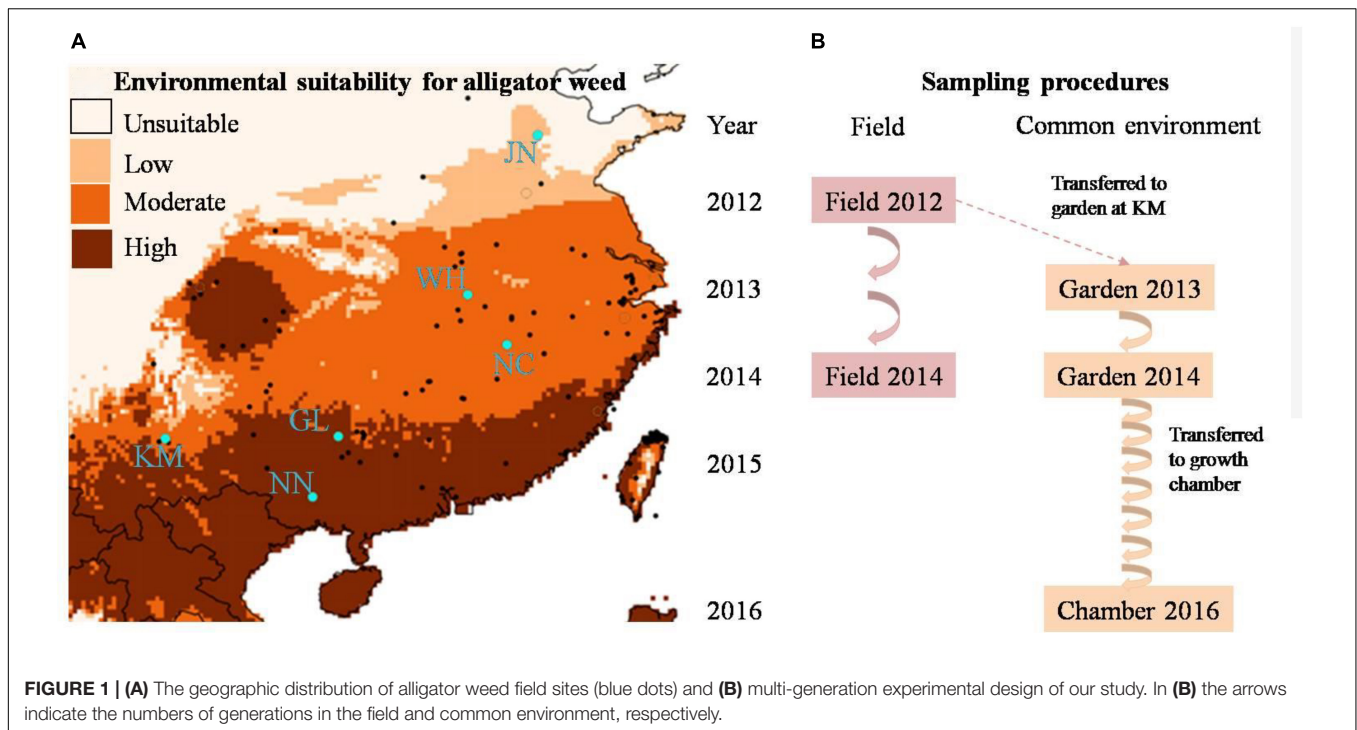 A
Environmental suitability for alligator weed
Unsuitable
Low
Moderate
High
JN
WH
NC
GL
KM
NN
B
Sampling procedures
Year
Field
Common environment
2012
Field 2012
Transferred to
garden at KM
2013
Garden 2013
2014
Field 2014
Garden 2014
2015
Transferred
to growth
chamber
2016
Chamber 2016
FIGURE 1 | (A) The geographic distribution of alligator weed field sites (blue dots) and (B) multi-generation experimental design of our study. In (B) the arrows
indicate the numbers of generations in the field and common environment, respectively.